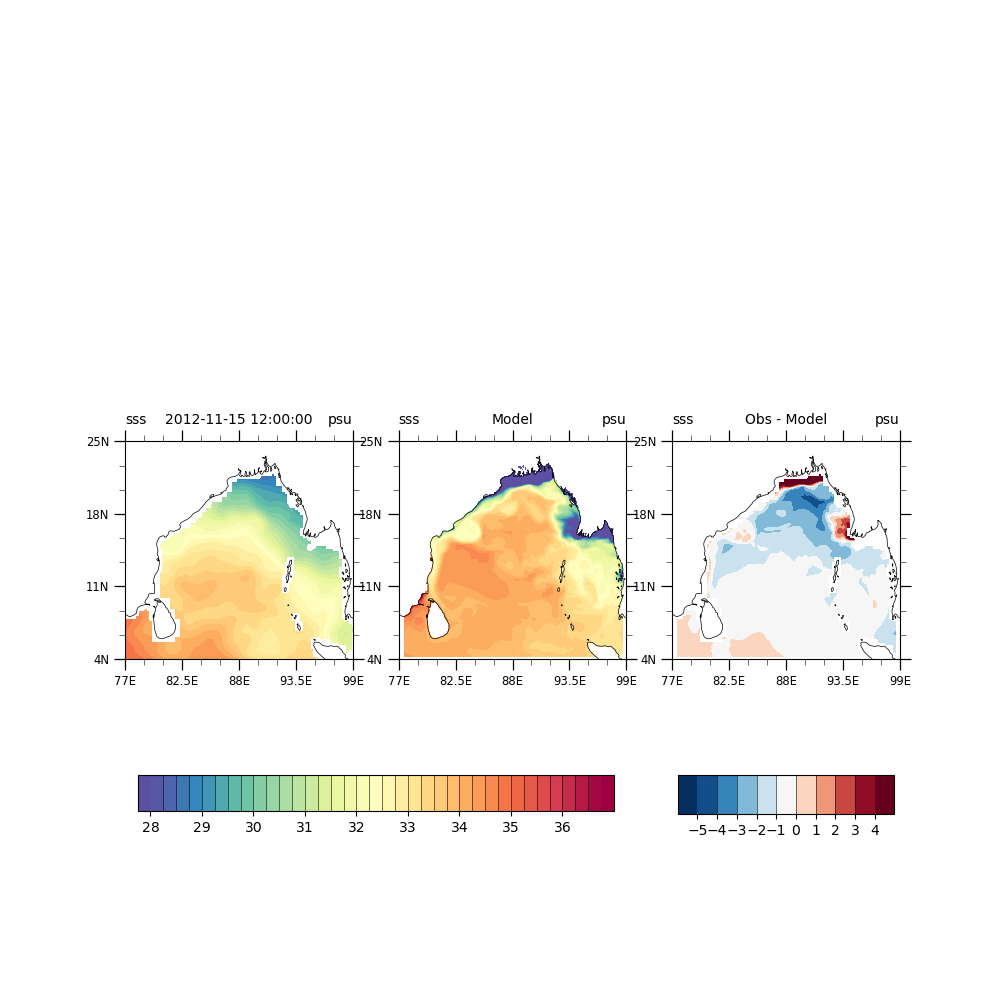 sss 2012-11-15 12:00:00 psu
sss Model psu
sss Obs - Model psu
25N
18N
11N
4N
77E 82.5E 88E 93.5E 99E
25N
18N
11N
4N
77E 82.5E 88E 93.5E 99E
25N
18N
11N
4N
77E 82.5E 88E 93.5E 99E
28 29 30 31 32 33 34 35 36
−5 −4 −3 −2 −1 0 1 2 3 4